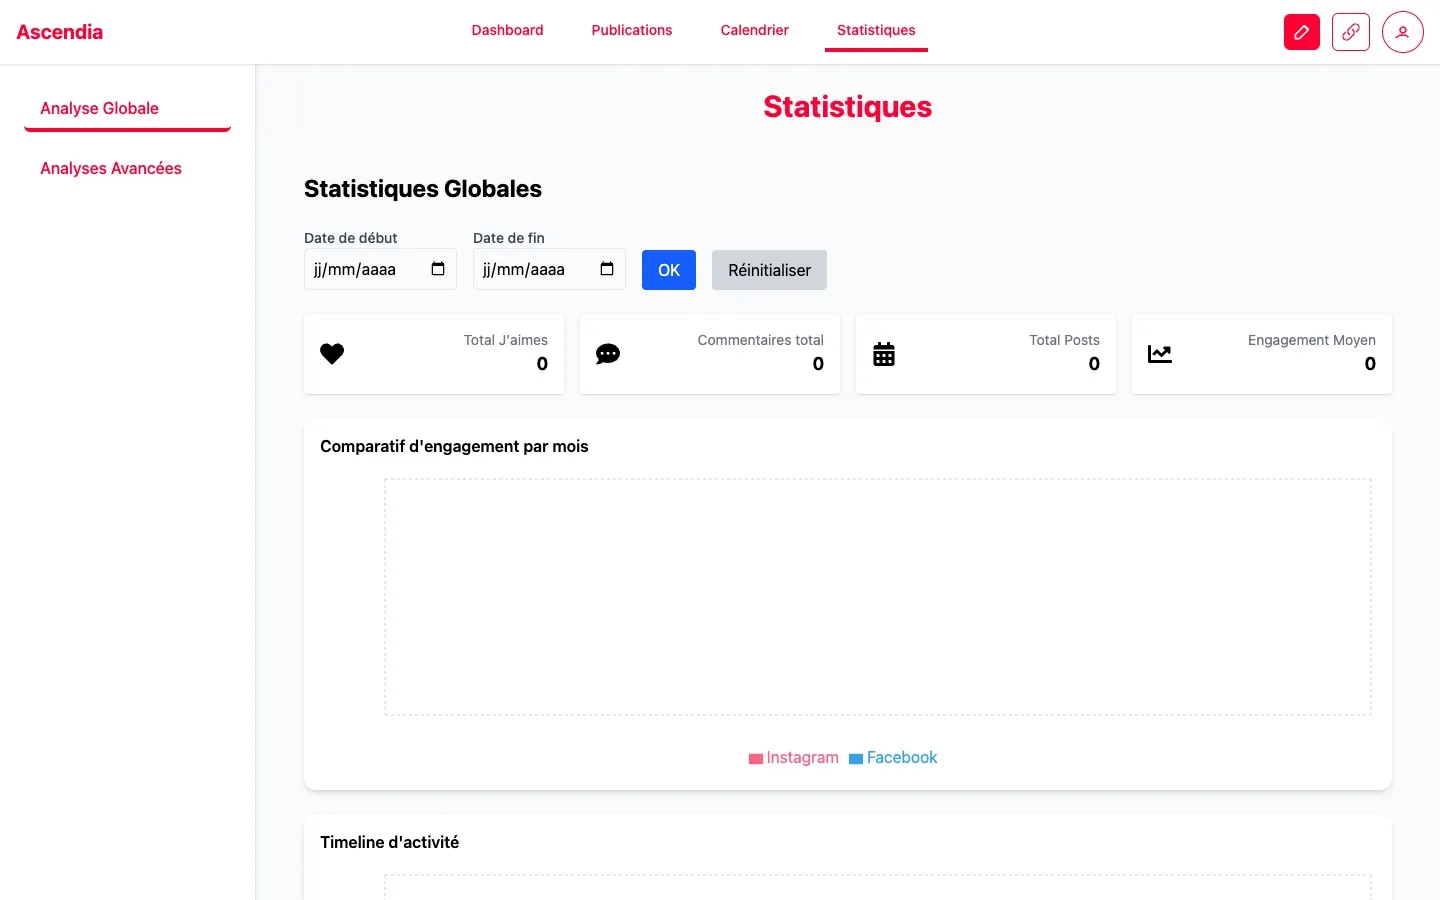 Ascendia
Dashboard Publications Calendrier Statistiques
Analyse Globale
Analyses Avancées
Statistiques
Statistiques Globales
Date de début Date de fin
jj/mm/aaaa jj/mm/aaaa OK Réinitialiser
Total J'aimes
0
Commentaires total
0
Total Posts
0
Engagement Moyen
0
Comparatif d'engagement par mois
Instagram Facebook
Timeline d'activité